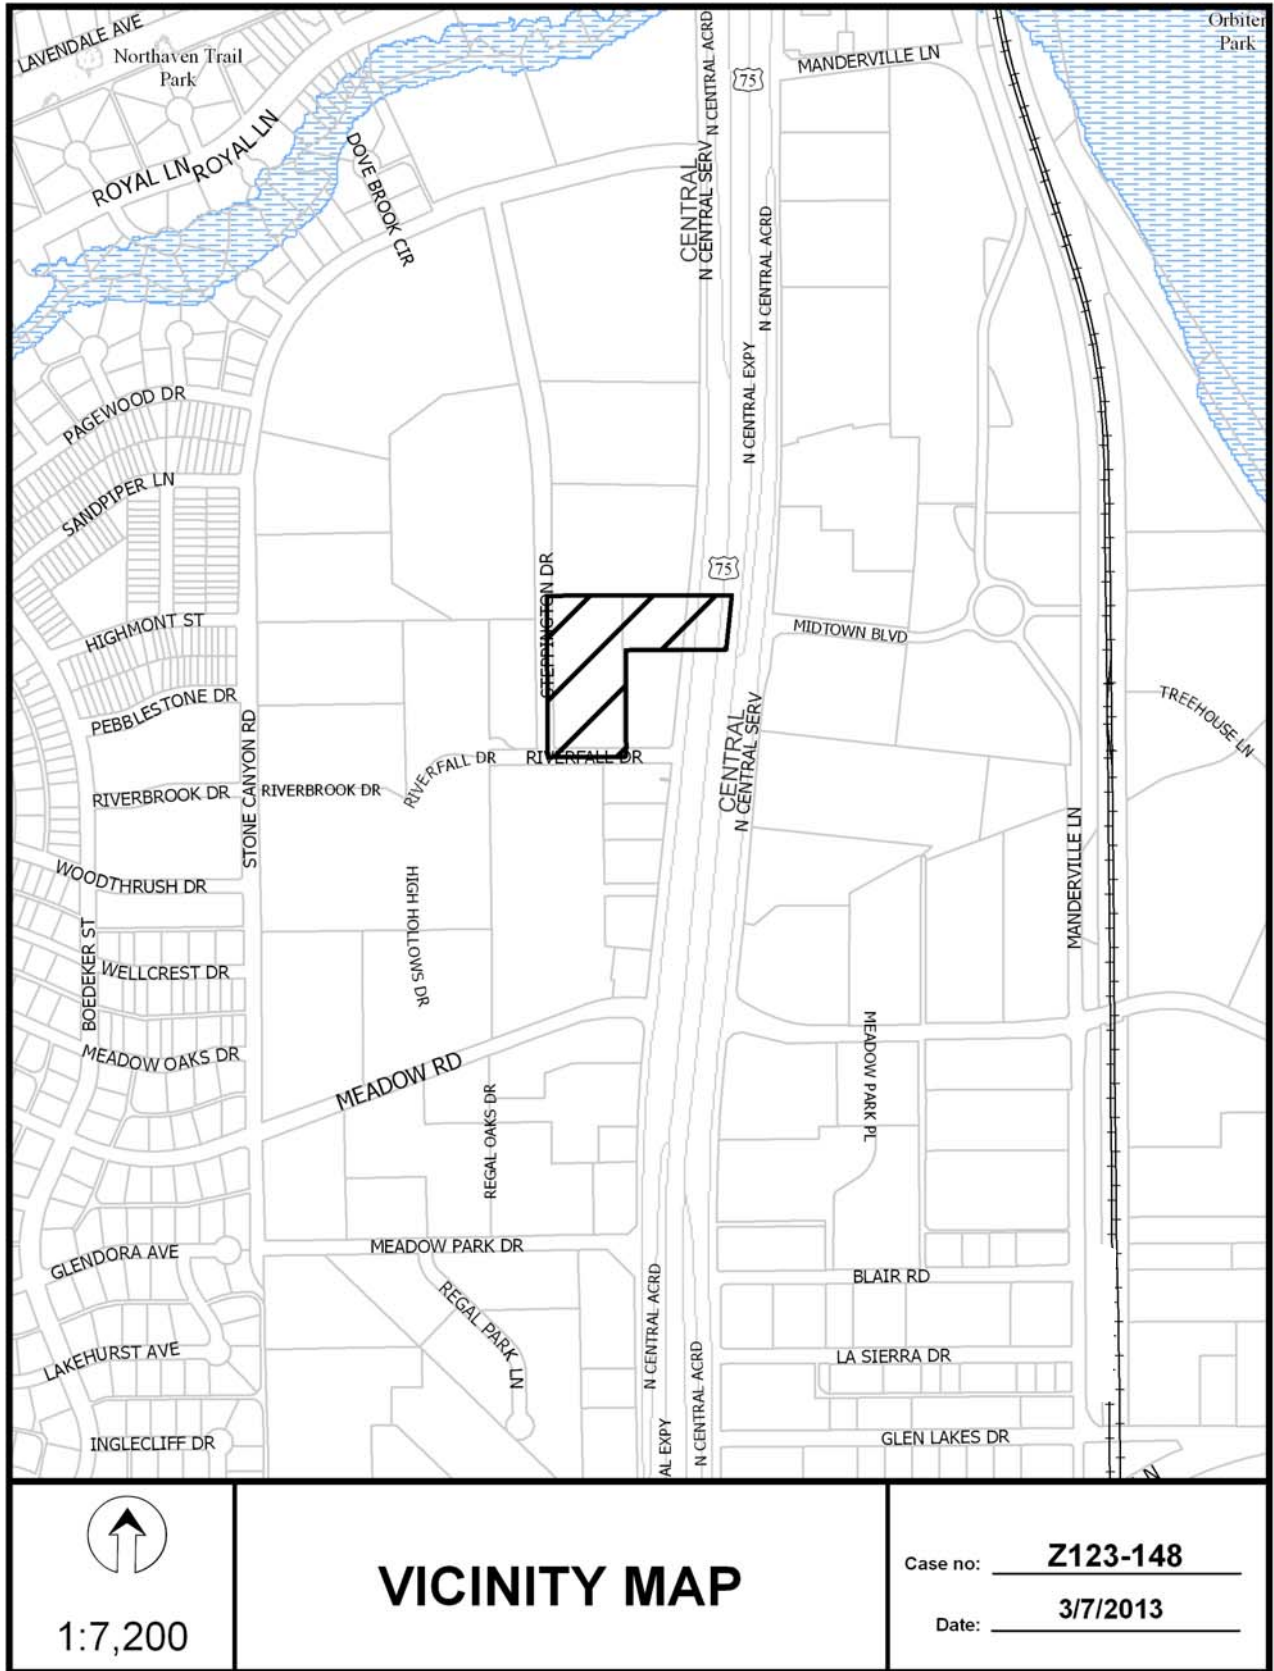 LAVENDALE AVE
Northaven Trail
Park
Orbiter
Park
N CENTRAL ACRD
75
MANDERVILLE LN
ROYAL LN
ROYAL LN
DOVE BROOK CIR
CENTRAL
N CENTRAL SERV
N CENTRAL ACRD
N CENTRAL EXPY
PAGEWOOD DR
SANDPIPER LN
STEPPINGTON DR
75
HIGHMONT ST
MIDTOWN BLVD
PEBBLESTONE DR
STONE CANYON RD
TREEHOUSE LN
RIVERFALL DR
RIVERFALL DR
CENTRAL
N CENTRAL SERV
RIVERBROOK DR
RIVERBROOK DR
MANDERVILLE LN
WOODTHRUSH DR
HIGH HOLLOWS DR
BOEDEKER ST
WELLCREST DR
MEADOW OAKS DR
MEADOW RD
MEADOW PARK PL
REGAL OAKS DR
GLENDORA AVE
MEADOW PARK DR
BLAIR RD
REGAL PARK LN
N CENTRAL ACRD
LAKEHURST AVE
N CENTRAL ACRD
LA SIERRA DR
INGLECLIFF DR
AL EXPY
GLEN LAKES DR
N
1:7,200
VICINITY MAP
Case no: Z123-148
Date: 3/7/2013